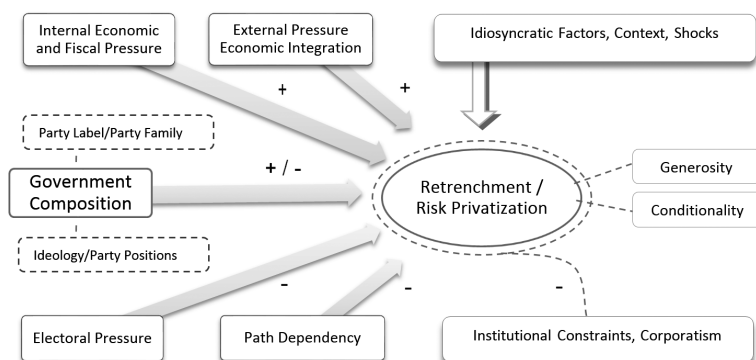 Internal Economic
and Fiscal Pressure
External Pressure
Economic Integration
Idiosyncratic Factors, Context, Shocks
+
+
Party Label/Party Family
Government
Composition
+ / -
Retrenchment /
Risk Privatization
Generosity
Conditionality
Ideology/Party Positions
-
-
-
Electoral Pressure
Path Dependency
Institutional Constraints, Corporatism